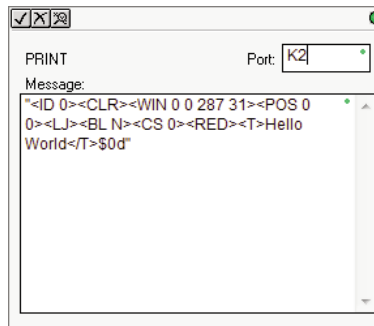 PRINT Port: K2
Message:
"<ID 0><CLR><WIN 0 0 287 31><POS 0
0><LJ><BL N><CS 0><RED><T>Hello
World</T>$0d"